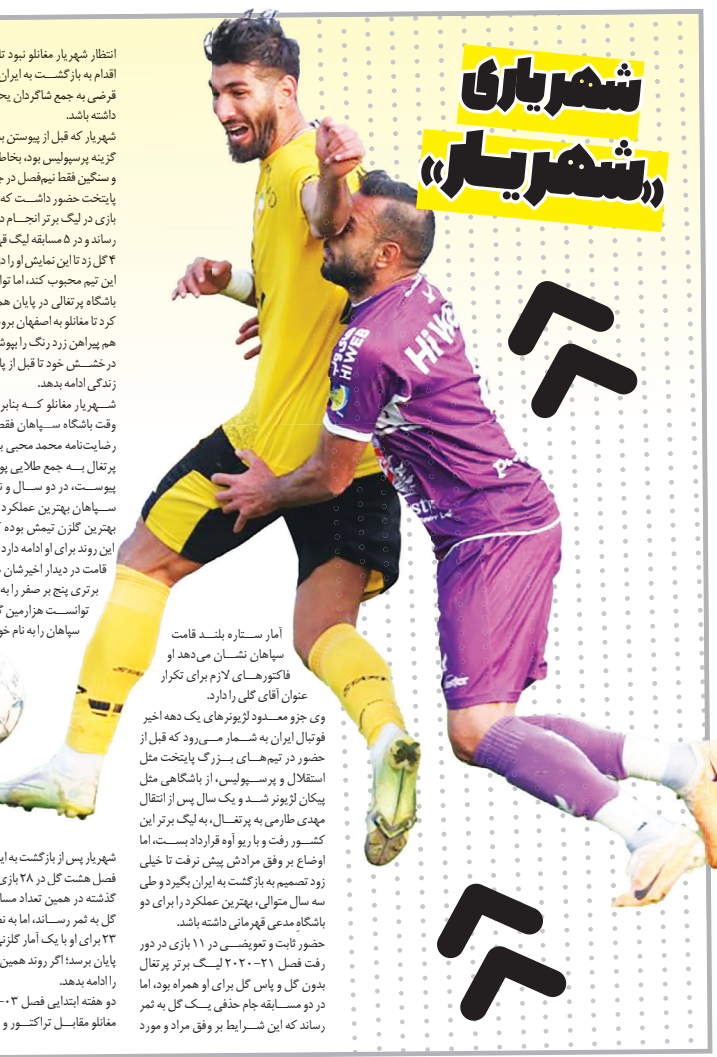 شهریاری
«شهریار»
آمار ستاره بلند قامت
سپاهان نشان می‌دهد او
فاکتورهای لازم برای تکرار
عنوان آقای گلی را دارد.
وی جزو معدود لژیونرهای یک دهه اخیر
فوتبال ایران به شمار می‌رود که قبل از
حضور در تیم‌های بزرگ پایتخت مثل
استقلال و پرسپولیس، از باشگاهی مثل
پیکان لژیونر شد و یک سال پس از انتقال
مهدی طارمی به پرتغال، به لیگ برتر این
کشور رفت و با ریو آوه قرارداد بست، اما
اوضاع بر وفق مرادش پیش نرفت تا خیلی
زود تصمیم به بازگشت به ایران بگیرد و طی
سه سال متوالی، بهترین عملکرد را برای دو
باشگاهِ مدعی قهرمانی داشته باشد.
حضور ثابت و تعویضی در ۱۱ بازی در دور
رفت فصل ۲۱-۲۰۲۰ لیگ برتر پرتغال
بدون گل و پاس گل برای او همراه بود، اما
در دو مسابقه جام حذفی یک گل به ثمر
رساند که این شرایط بر وفق مراد و مورد
انتظار شهریار مغانلو نبود
اقدام به بازگشت به ایران
قرضی به جمع شاگردان
داشته باشد.
شهریار که قبل از پیوستن
گزینه پرسپولیس بود،
و سنگین فقط نیم‌فصل در
پایتخت حضور داشت که
بازی در لیگ برتر انجام
رساند و در ۵ مسابقه لیگ
۴ گل زد تا این نمایش او را
این تیم محبوب کند، اما
باشگاه پرتغالی در پایان
کرد تا مغانلو به اصفهان
هم پیراهن زرد رنگ را
درخشش خود تا قبل از
زندگی ادامه بدهد.
شهریار مغانلو که بنابر
وقت باشگاه سپاهان فقط
رضایت‌نامه محمد محبی
پرتغال به جمع طلایی
پیوست، در دو سال و
سپاهان بهترین عملکرد
بهترین گلزن تیمش بوده
این روند برای او ادامه دارد
قامت در دیدار اخیرشان
برتری پنج بر صفر را به
توانست هزارمین
سپاهان را به نام
شهریار پس از بازگشت به
فصل هشت گل در ۲۸ بازی
گذشته در همین تعداد
گل به ثمر رساند، اما به
۲۳ برای او با یک آمار
پایان برسد؛ اگر روند همین
را ادامه بدهد.
دو هفته ابتدایی فصل ۰۳-
مغانلو مقابل تراکتور و
HiWEB
HiWEB